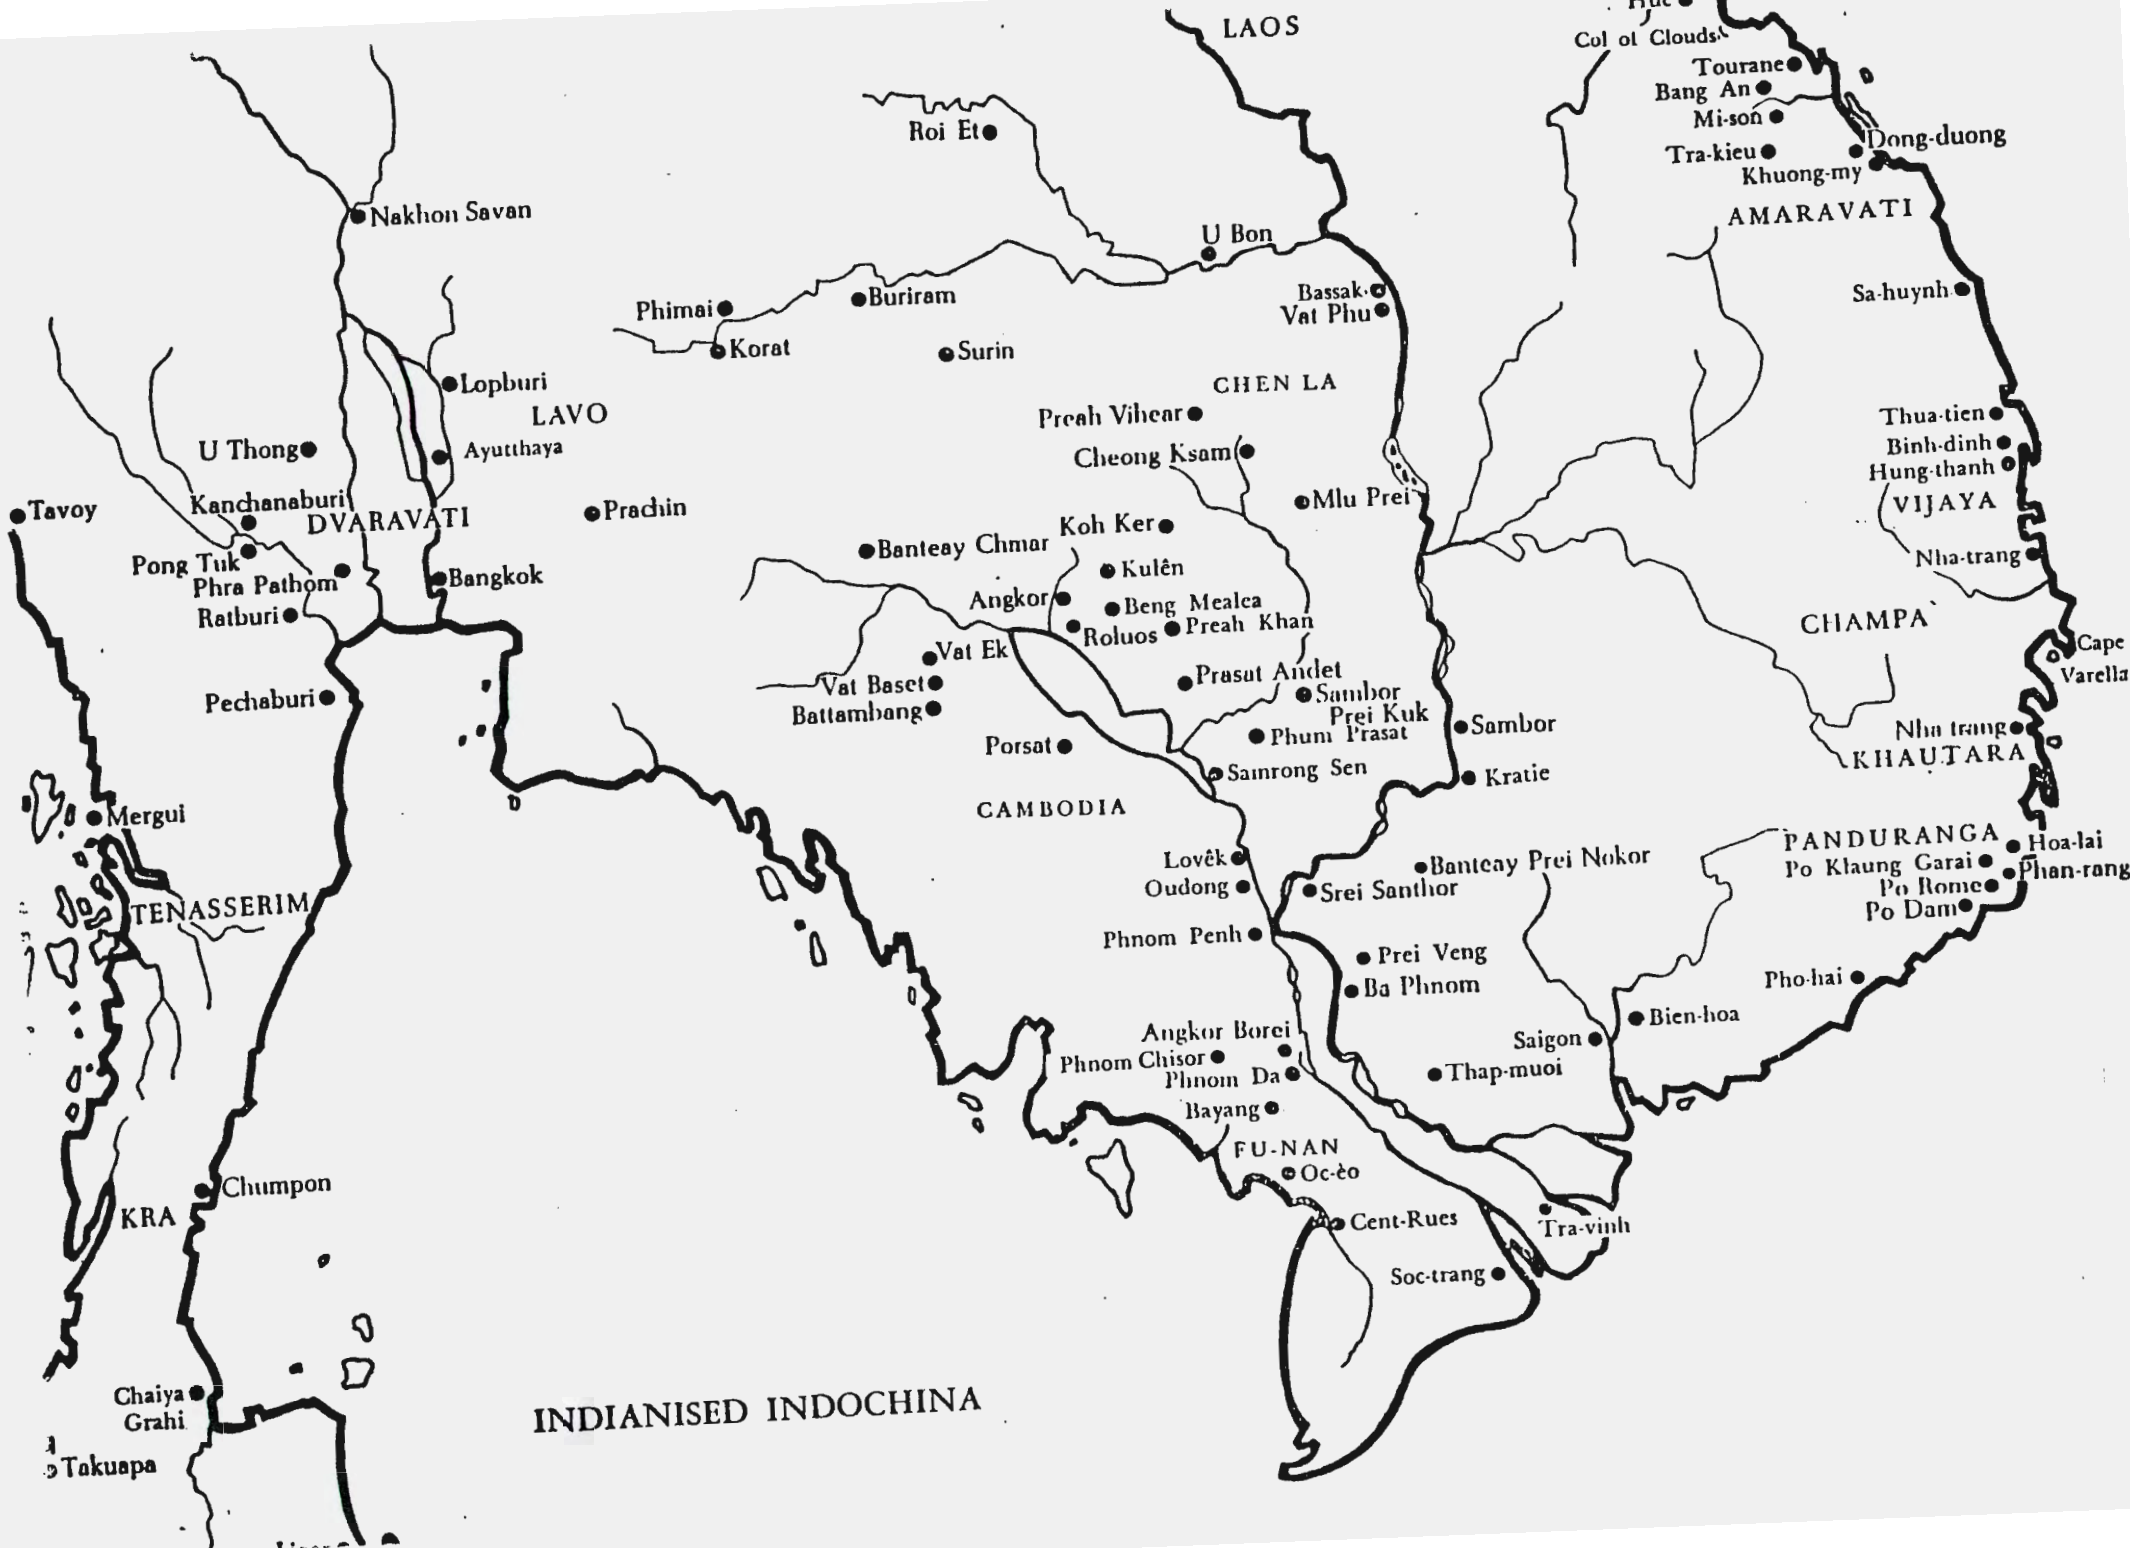 LAOS
Col of Clouds
Tourane
Bang An
Mi-son
Dong-duong
Tra-kieu
Khuong-my
AMARAVATI
Roi Et
Nakhon Savan
U Bon
Bassak
Vat Phu
Sa-huynh
Phimai
Buriram
Korat
Surin
Lopburi
LAVO
CHEN LA
Preah Vihear
Thua-tien
U Thong
Ayutthaya
Cheong Ksam
Binh-dinh
Hung-thanh
Tavoy
Kanchanaburi
DVARAVATI
Prachin
Mlu Prei
VIJAYA
Koh Ker
Banteay Chmar
Nha-trang
Pong Tuk
Phra Pathom
Bangkok
Kulên
Angkor
Beng Mealea
Ratburi
Roluos
Preah Khan
CHAMPA
Vat Ek
Cape
Varella
Prasat Andet
Vat Baset
Sambor
Prei Kuk
Pechaburi
Battambang
Phum Prasat
Sambor
Porsat
Nha trang
KHAUTARA
Samrong Sen
Kratie
CAMBODIA
Mergui
PANDURANGA
Hoa-lai
Lovêk
Banteay Prei Nokor
Po Klaung Garai
Phan-rang
Oudong
Srei Santhor
Po Rome
Po Dam
TENASSERIM
Phnom Penh
Prei Veng
Ba Phnom
Pho-hai
Bien-hoa
Angkor Borei
Saigon
Phnom Chisor
Phnom Da
Thap-muoi
Bayang
FU-NAN
Oc-èo
Chumpon
KRA
Cent-Rues
Tra-vinh
Soc-trang
Chaiya
Grahi
INDIANISED INDOCHINA
Takuapa